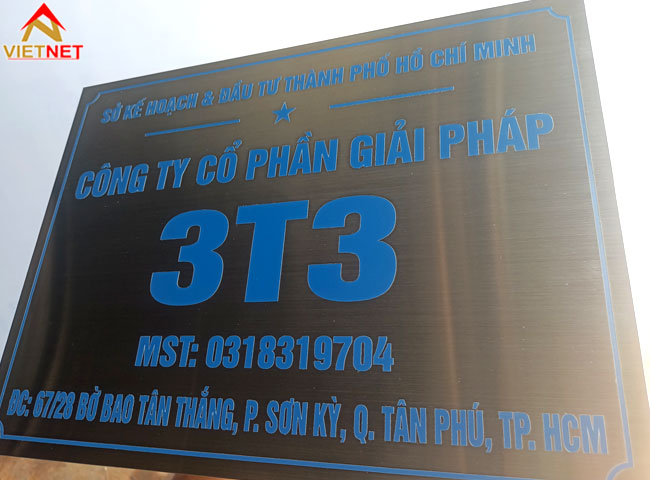 VIETNET
SỞ KẾ HOẠCH & ĐẦU TƯ THÀNH PHỐ HỒ CHÍ MINH
CÔNG TY CỔ PHẦN GIẢI PHÁP
3T3
MST: 0318319704
ĐC: 67/28 BỜ BAO TÂN THẮNG, P. SƠN KỲ, Q. TÂN PHÚ, TP. HCM